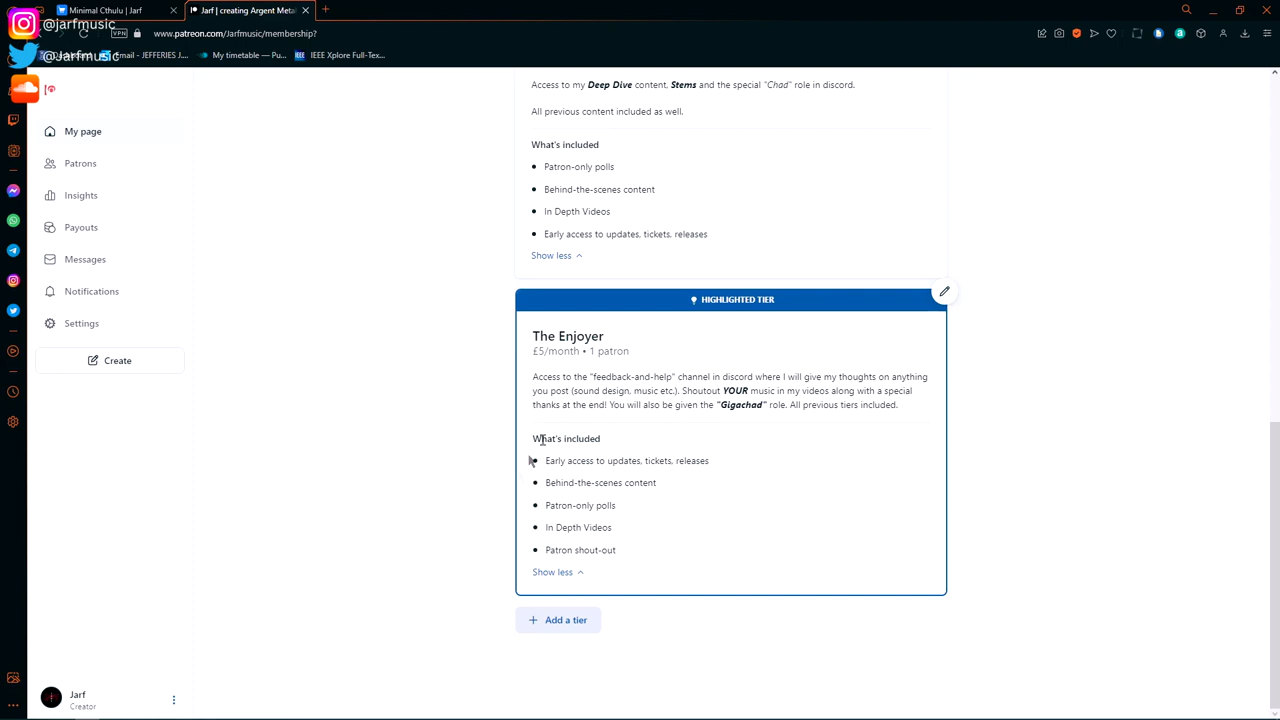 Minimal Cthulu | Jarf
Jarf | creating Argent Metal
@jarfmusic
VPN
www.patreon.com/Jarfmusic/membership?
@Jarfmusic
Email - JEFFERIES J...
My timetable — Pu...
IEEE Xplore Full-Tex...
My page
Patrons
Insights
Payouts
Messages
Notifications
Settings
Create
Jarf
Creator
Access to my Deep Dive content, Stems and the special "Chad" role in discord.
All previous content included as well.
What's included
Patron-only polls
Behind-the-scenes content
In Depth Videos
Early access to updates, tickets, releases
Show less
HIGHLIGHTED TIER
The Enjoyer
£5/month • 1 patron
Access to the "feedback-and-help" channel in discord where I will give my thoughts on anything
you post (sound design, music etc.). Shoutout YOUR music in my videos along with a special
thanks at the end! You will also be given the "Gigachad" role. All previous tiers included.
What's included
Early access to updates, tickets, releases
Behind-the-scenes content
Patron-only polls
In Depth Videos
Patron shout-out
Show less
Add a tier